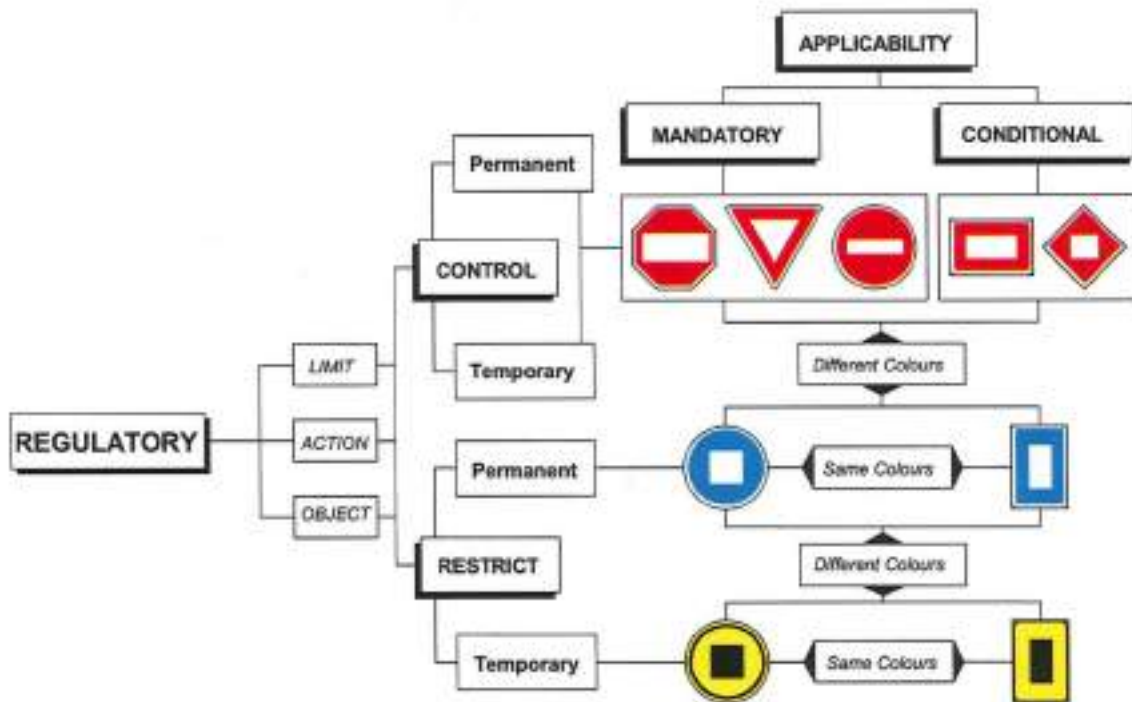 APPLICABILITY
MANDATORY
CONDITIONAL
Permanent
CONTROL
Temporary
Different Colours
LIMIT
REGULATORY
ACTION
OBJECT
Permanent
Same Colours
RESTRICT
Different Colours
Temporary
Same Colours